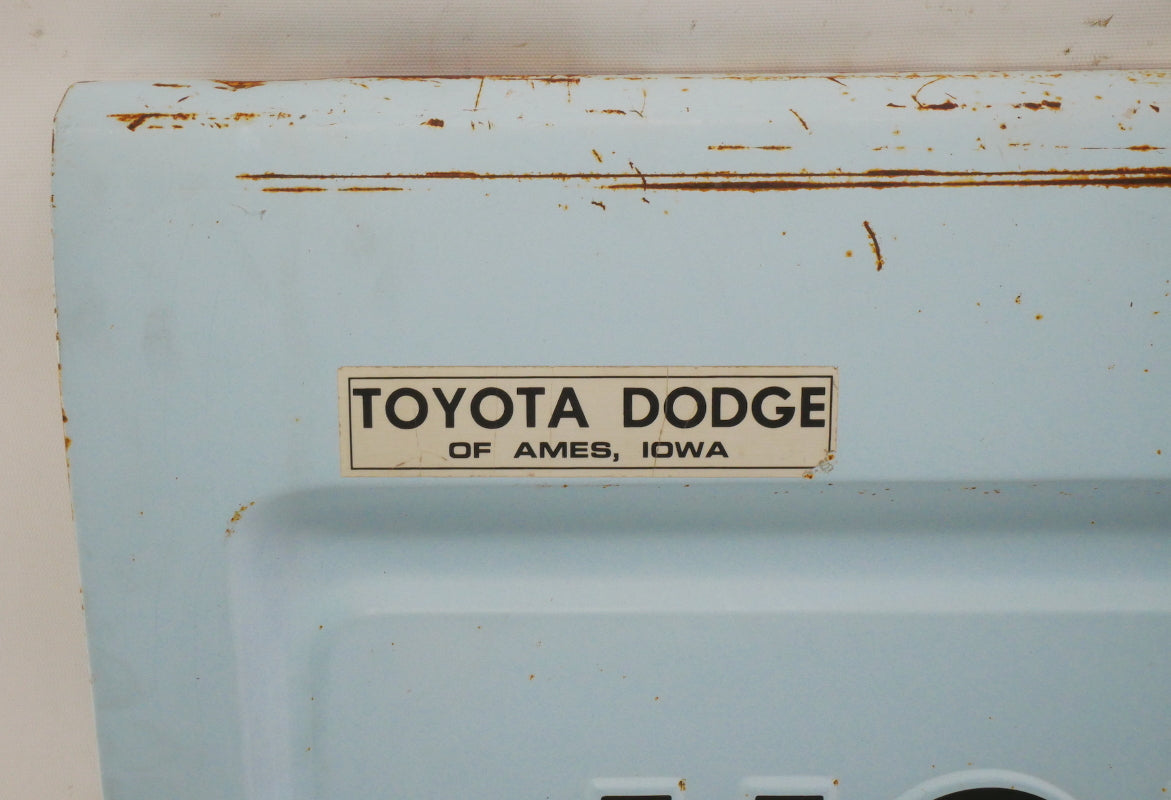 TOYOTA DODGE
OF AMES, IOWA